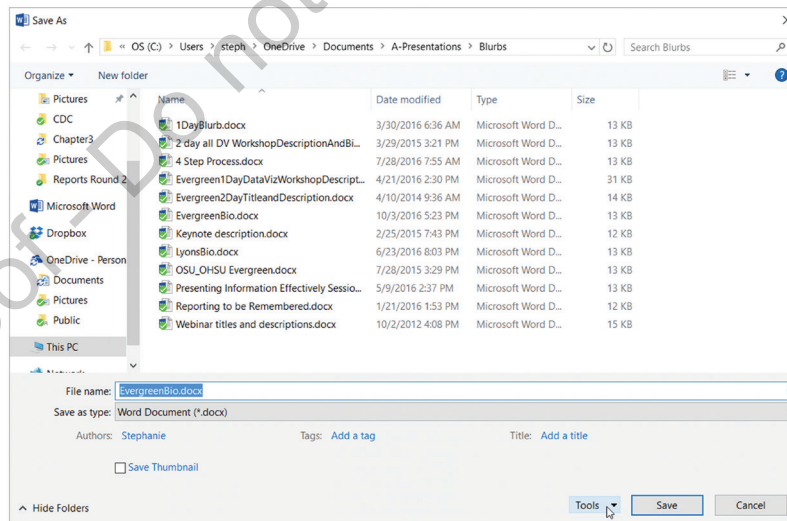 Save As
« OS (C:) > Users > steph > OneDrive > Documents > A-Presentations > Blurbs
Search Blurbs
Organize
New folder
Name Date modified Type Size
Pictures
CDC
Chapter3
Pictures
Reports Round 2
Microsoft Word
Dropbox
OneDrive - Person
Documents
Pictures
Public
This PC
1DayBlurb.docx 3/30/2016 6:36 AM Microsoft Word D... 13 KB
2 day all DV WorkshopDescriptionAndBi... 3/29/2015 3:21 PM Microsoft Word D... 13 KB
4 Step Process.docx 7/28/2016 7:55 AM Microsoft Word D... 13 KB
Evergreen1DayDataVizWorkshopDescript... 4/21/2016 2:30 PM Microsoft Word D... 31 KB
Evergreen2DayTitleandDescription.docx 4/10/2014 9:36 AM Microsoft Word D... 14 KB
EvergreenBio.docx 10/3/2016 5:23 PM Microsoft Word D... 13 KB
Keynote description.docx 2/25/2015 7:43 PM Microsoft Word D... 12 KB
LyonsBio.docx 6/23/2016 8:03 PM Microsoft Word D... 13 KB
OSU_OHSU Evergreen.docx 7/28/2015 3:29 PM Microsoft Word D... 13 KB
Presenting Information Effectively Sessio... 5/9/2016 2:37 PM Microsoft Word D... 13 KB
Reporting to be Remembered.docx 1/21/2016 1:53 PM Microsoft Word D... 12 KB
Webinar titles and descriptions.docx 10/2/2012 4:08 PM Microsoft Word D... 15 KB
File name: EvergreenBio.docx
Save as type: Word Document (*.docx)
Authors: Stephanie Tags: Add a tag Title: Add a title
Save Thumbnail
Hide Folders
Tools Save Cancel